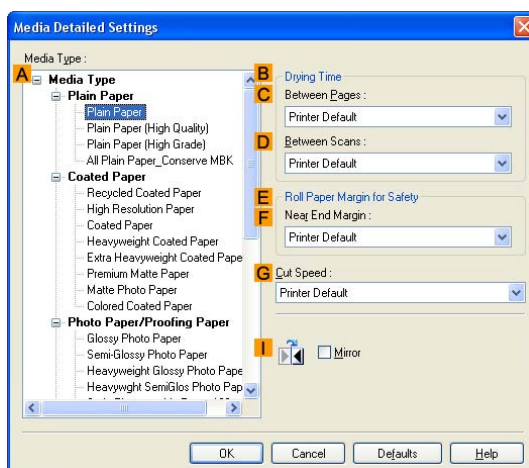 Media Detailed Settings
Media Type :
A
Media Type
Plain Paper
Plain Paper
Plain Paper (High Quality)
Plain Paper (High Grade)
All Plain Paper_Conserve MBK
Coated Paper
Recycled Coated Paper
High Resolution Paper
Coated Paper
Heavyweight Coated Paper
Extra Heavyweight Coated Pape
Premium Matte Paper
Matte Photo Paper
Colored Coated Paper
Photo Paper/Proofing Paper
Glossy Photo Paper
Semi-Glossy Photo Paper
Heavyweight Glossy Photo Pape
Heavywght SemiGlos Photo Pap
B Drying Time
C Between Pages :
Printer Default
D Between Scans :
Printer Default
E Roll Paper Margin for Safety
F Near End Margin :
Printer Default
G Cut Speed :
Printer Default
I Mirror
OK Cancel Defaults Help